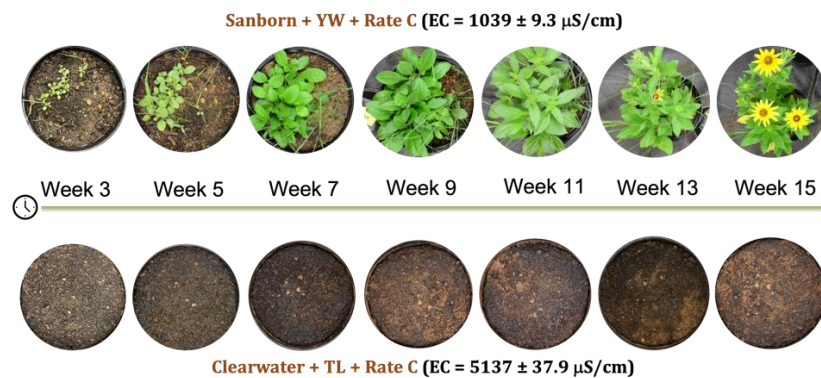 Sanborn + YW + Rate C (EC = 1039 ± 9.3 µS/cm)
Week 3 Week 5 Week 7 Week 9 Week 11 Week 13 Week 15
Clearwater + TL + Rate C (EC = 5137 ± 37.9 µS/cm)